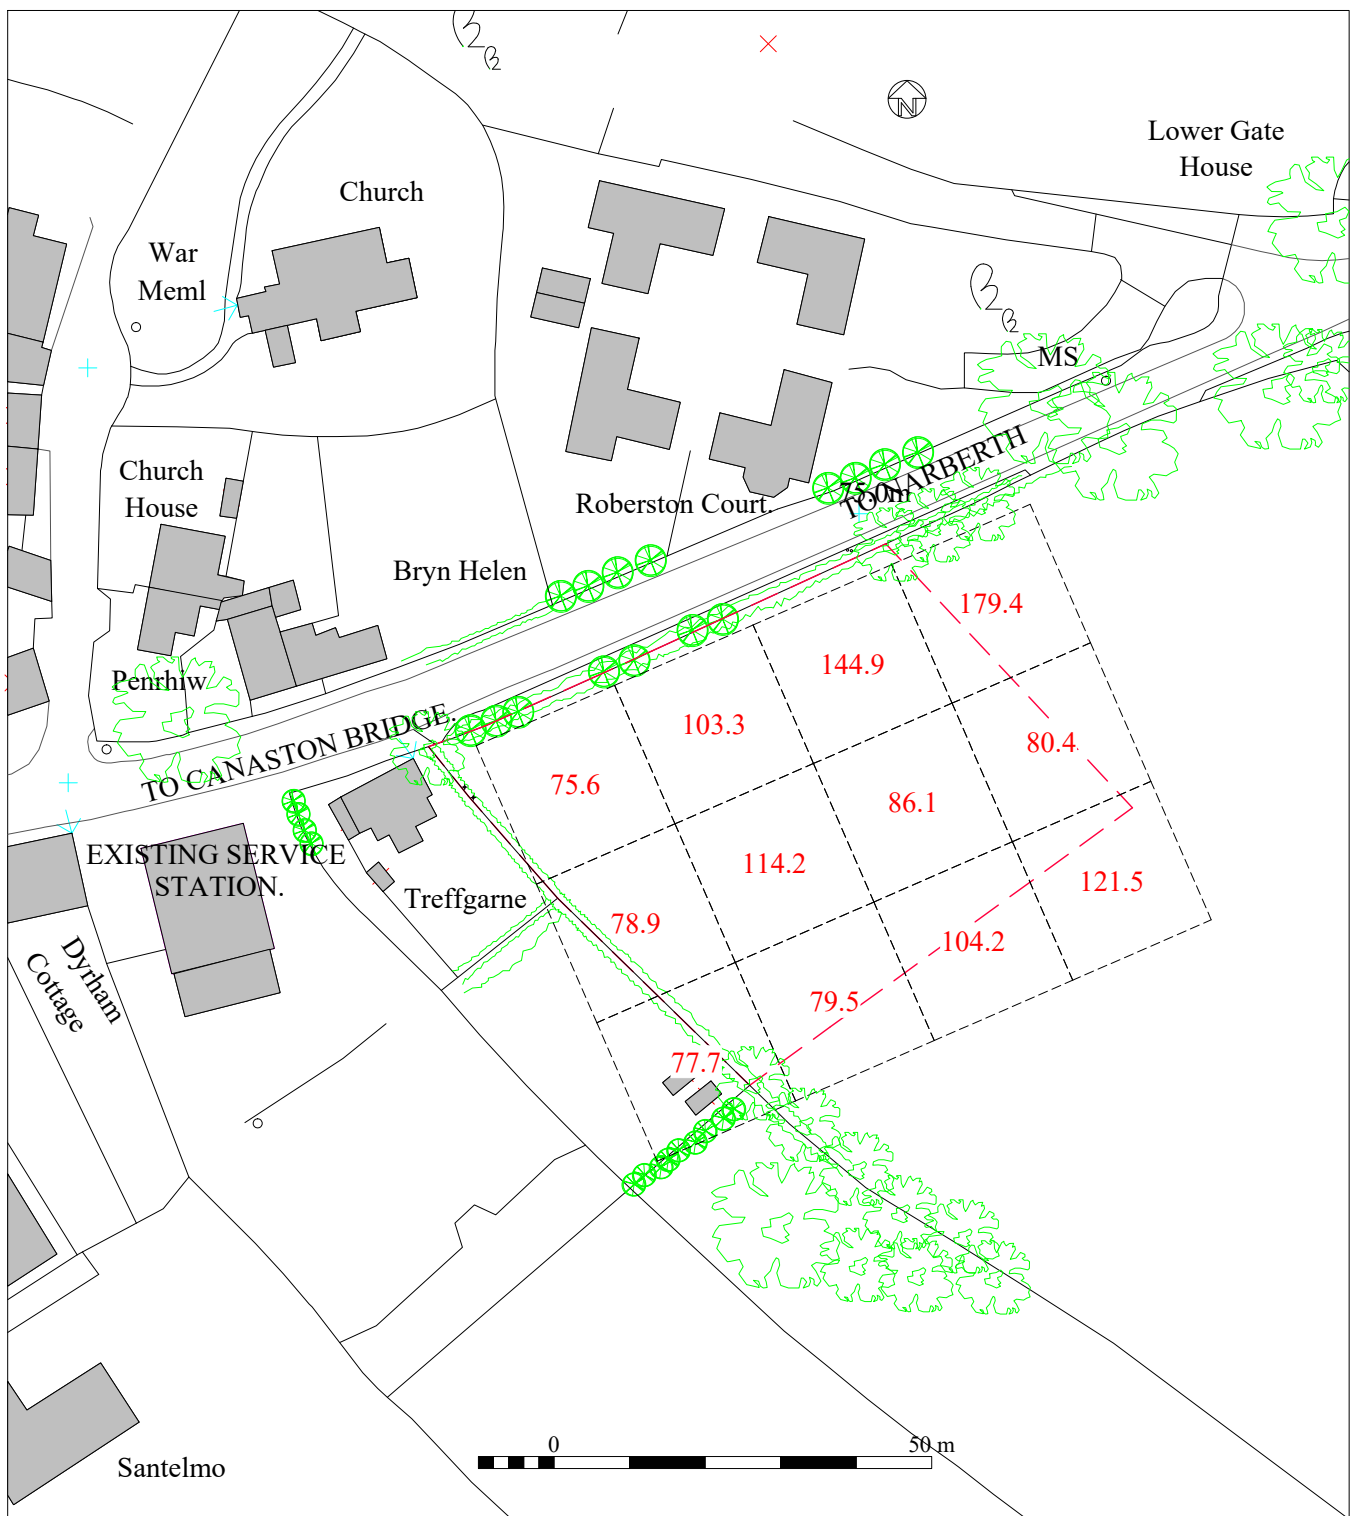 N
Lower Gate
House
Church
War
Meml
MS
Church
House
TO NARBERTH
75.0m
Roberston Court.
Bryn Helen
179.4
144.9
Penrhiw
103.3
80.4
TO CANASTON BRIDGE.
75.6
86.1
EXISTING SERVICE
STATION.
114.2
121.5
Treffgarne
78.9
104.2
Dyrham
Cottage
79.5
77.7
0
50 m
Santelmo